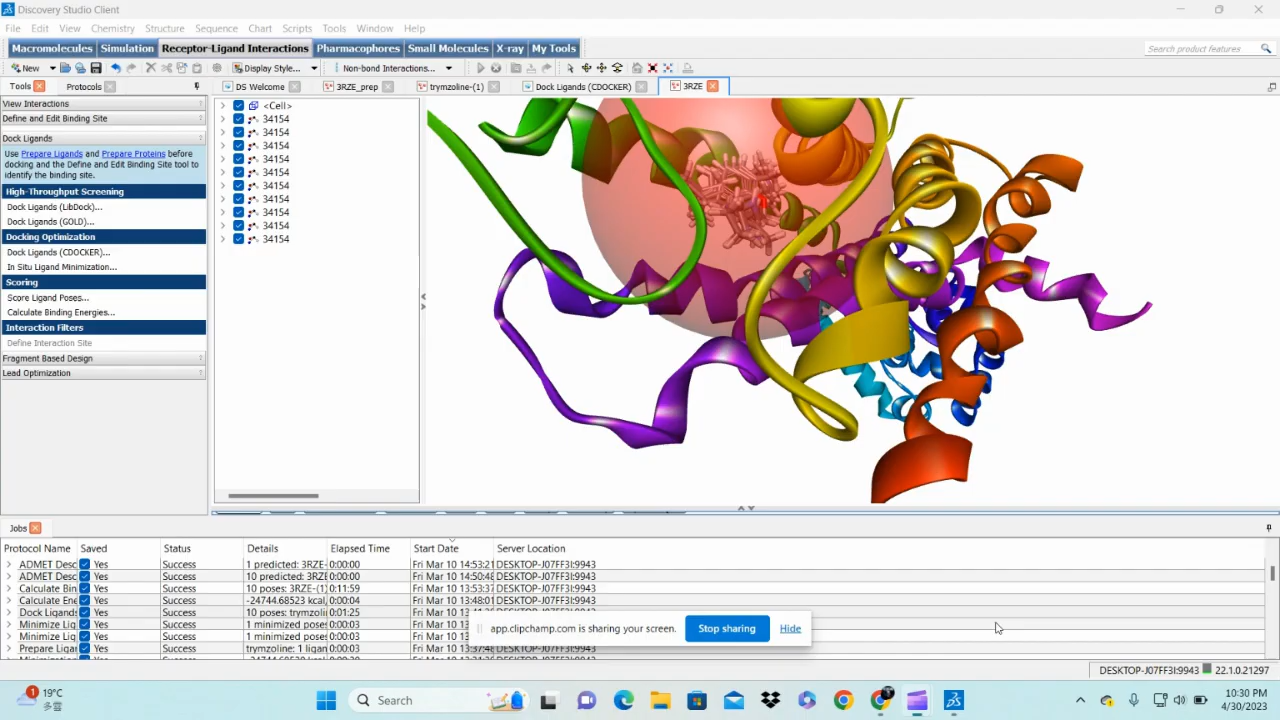 Discovery Studio Client
File Edit View Chemistry Structure Sequence Chart Scripts Tools Window Help
Macromolecules Simulation Receptor-Ligand Interactions Pharmacophores Small Molecules X-ray My Tools
Search product features
New Display Style... Non-bond Interactions...
Tools Protocols
DS Welcome 3RZE_prep trymzoline-(1) Dock Ligands (CDOCKER) 3RZE
View Interactions
Define and Edit Binding Site
Dock Ligands
Use Prepare Ligands and Prepare Proteins before
docking and the Define and Edit Binding Site tool to
identify the binding site.
High-Throughput Screening
Dock Ligands (LibDock)...
Dock Ligands (GOLD)...
Docking Optimization
Dock Ligands (CDOCKER)...
In Situ Ligand Minimization...
Scoring
Score Ligand Poses...
Calculate Binding Energies...
Interaction Filters
Define Interaction Site
Fragment Based Design
Lead Optimization
<Cell>
34154
34154
34154
34154
34154
34154
34154
34154
34154
34154
Jobs
Protocol Name Saved Status Details Elapsed Time Start Date Server Location
ADMET Desc Yes Success 1 predicted: 3RZE- 0:00:00 Fri Mar 10 14:53:21 DESKTOP-J07FF3I:9943
ADMET Desc Yes Success 10 predicted: 3RZE 0:00:00 Fri Mar 10 14:50:48 DESKTOP-J07FF3I:9943
Calculate Bin Yes Success 10 poses: 3RZE-(1) 0:11:59 Fri Mar 10 13:53:37 DESKTOP-J07FF3I:9943
Calculate Ene Yes Success -24744.68523 kcal, 0:00:04 Fri Mar 10 13:48:01 DESKTOP-J07FF3I:9943
Dock Ligand Yes Success 10 poses: trymzolin 0:01:25 Fri Mar 10
Minimize Lig Yes Success 1 minimized poses 0:00:03 Fri Mar 10
Minimize Lig Yes Success 1 minimized poses 0:00:03 Fri Mar 10
Prepare Ligar Yes Success trymzoline: 1 ligan 0:00:03 Fri Mar 10 13:37:48
app.clipchamp.com is sharing your screen. Stop sharing Hide
DESKTOP-J07FF3I:9943 22.1.0.21297
1 19°C
多雲
Search
10:30 PM
4/30/2023